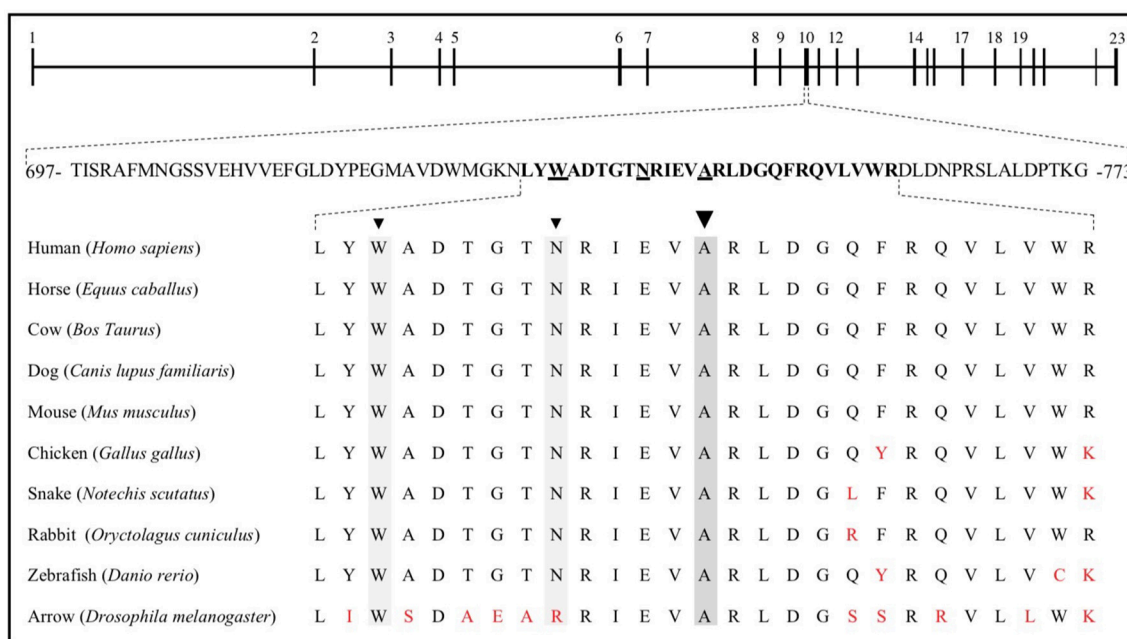 1 2 3 4 5 6 7 8 9 10 12 14 17 18 19 23
697- TISRAFMNGSSVEHVVEFGLDYPEGMAVDWMGKNLYWADTGTNRIEVARLDGQFRQVLVWRDLDNPRSLALDPTKG -773
Human (Homo sapiens) L Y W A D T G T N R I E V A R L D G Q F R Q V L V W R
Horse (Equus caballus) L Y W A D T G T N R I E V A R L D G Q F R Q V L V W R
Cow (Bos Taurus) L Y W A D T G T N R I E V A R L D G Q F R Q V L V W R
Dog (Canis lupus familiaris) L Y W A D T G T N R I E V A R L D G Q F R Q V L V W R
Mouse (Mus musculus) L Y W A D T G T N R I E V A R L D G Q F R Q V L V W R
Chicken (Gallus gallus) L Y W A D T G T N R I E V A R L D G Q Y R Q V L V W K
Snake (Notechis scutatus) L Y W A D T G T N R I E V A R L D G L F R Q V L V W K
Rabbit (Oryctolagus cuniculus) L Y W A D T G T N R I E V A R L D G R F R Q V L V W R
Zebrafish (Danio rerio) L Y W A D T G T N R I E V A R L D G Q Y R Q V L V C K
Arrow (Drosophila melanogaster) L I W S D A E A R R I E V A R L D G S S R R V L L W K